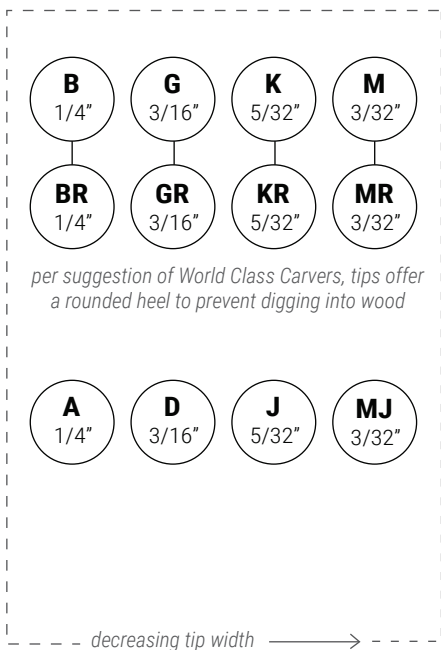 B G K M
1/4” 3/16” 5/32” 3/32”
BR GR KR MR
1/4” 3/16” 5/32” 3/32”
per suggestion of World Class Carvers, tips offer
a rounded heel to prevent digging into wood
A D J MJ
1/4” 3/16” 5/32” 3/32”
decreasing tip width